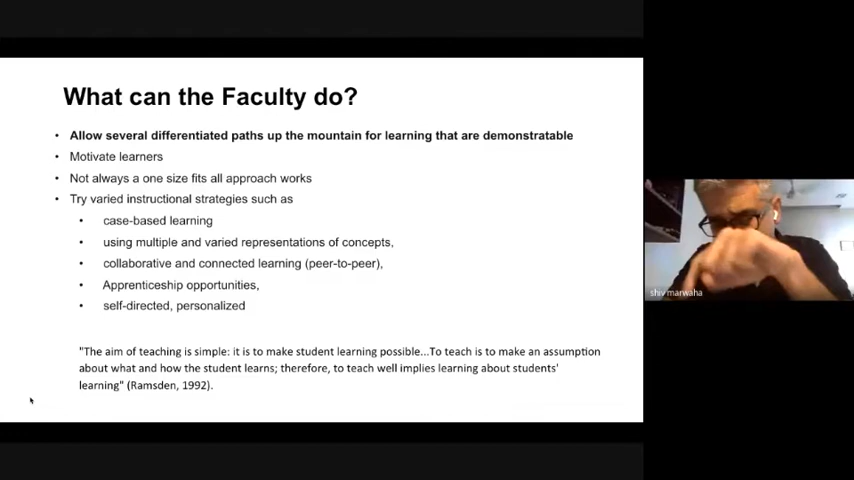 What can the Faculty do?
• Allow several differentiated paths up the mountain for learning that are demonstratable
• Motivate learners
• Not always a one size fits all approach works
• Try varied instructional strategies such as
• case-based learning
• using multiple and varied representations of concepts,
• collaborative and connected learning (peer-to-peer),
• Apprenticeship opportunities,
• self-directed, personalized
"The aim of teaching is simple: it is to make student learning possible...To teach is to make an assumption
about what and how the student learns; therefore, to teach well implies learning about students'
learning" (Ramsden, 1992).
shiv marwaha